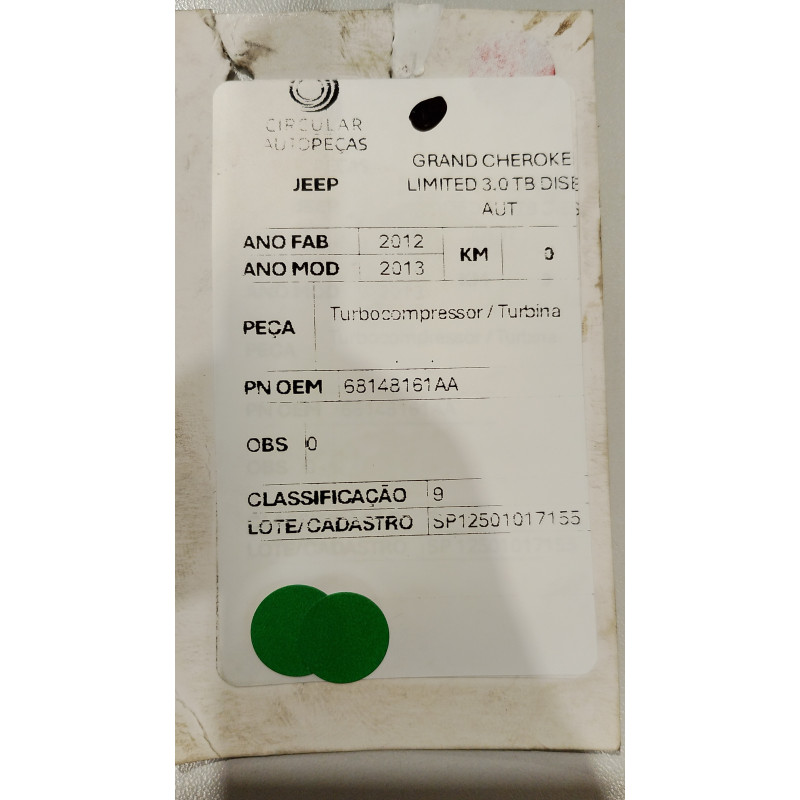 CIRCULAR
AUTOPEÇAS
JEEP
GRAND CHEROKE
LIMITED 3.0 TB DISE
AUT
ANO FAB 2012
ANO MOD 2013
KM 0
PEÇA Turbocompressor / Turbina
PN OEM 68148161AA
OBS 0
CLASSIFICAÇÃO 9
LOTE/CADASTRO SP12501017155